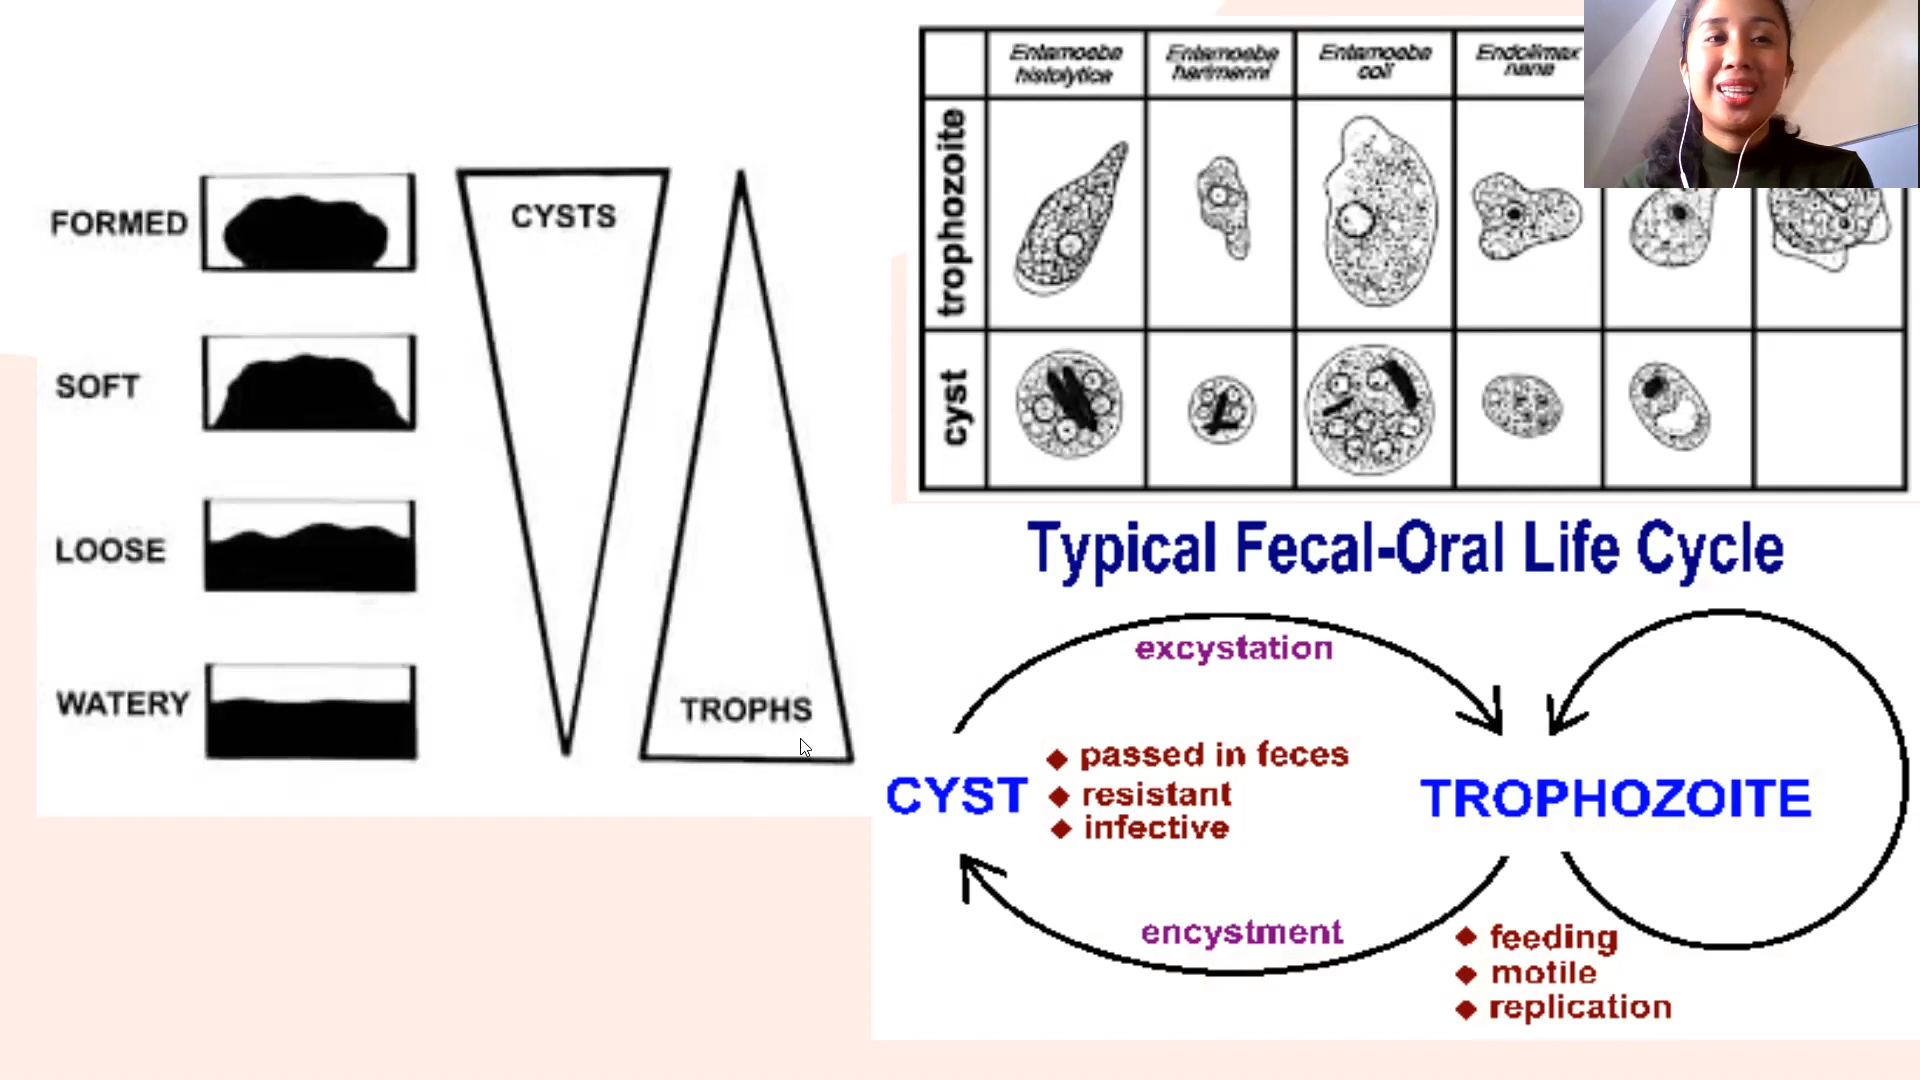 FORMED
SOFT
LOOSE
WATERY
CYSTS
TROPHS
Entamoeba
histolytica
Entamoeba
hartmanni
Entamoeba
coli
Endolimax
nana
trophozoite
cyst
Typical Fecal-Oral Life Cycle
excystation
CYST
◆ passed in feces
◆ resistant
◆ infective
TROPHOZOITE
encystment
◆ feeding
◆ motile
◆ replication